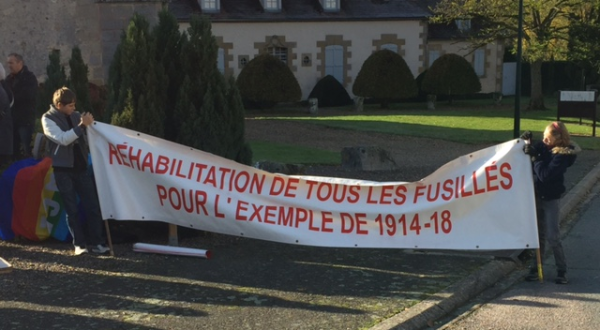 RÉHABILITATION DE TOUS LES FUSILLÉS
POUR L'EXEMPLE DE 1914-18